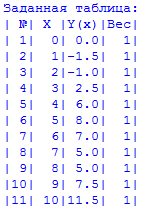 Заданная таблица:
| №| X |Y(x)|Вес|
| 1|  0| 0.0|  1|
| 2|  1|-1.5|  1|
| 3|  2|-1.0|  1|
| 4|  3| 2.5|  1|
| 5|  4| 6.0|  1|
| 6|  5| 8.0|  1|
| 7|  6| 7.0|  1|
| 8|  7| 5.0|  1|
| 9|  8| 5.0|  1|
|10|  9| 7.5|  1|
|11| 10|11.5|  1|